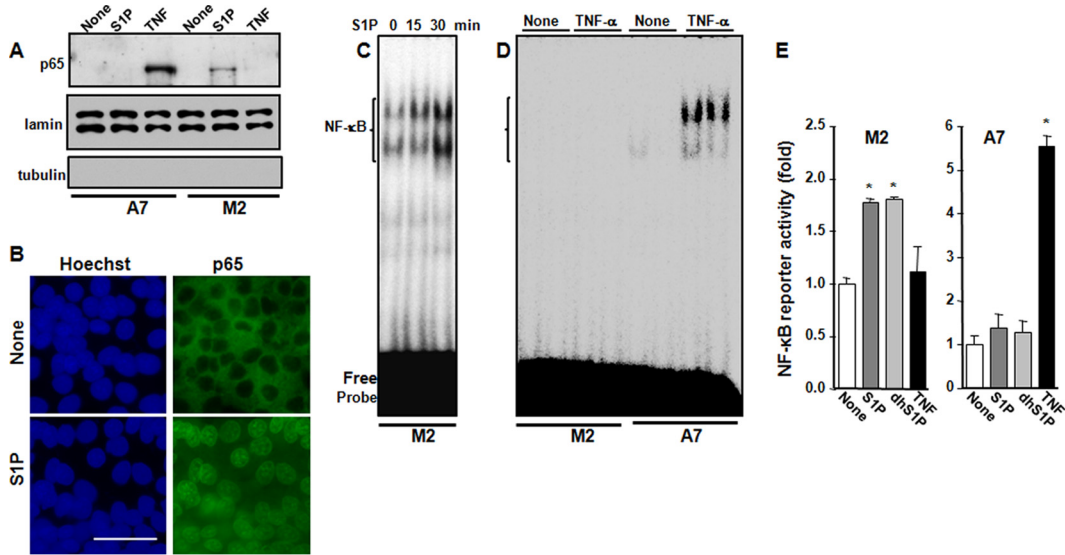 A
None S1P TNF None S1P TNF
p65
lamin
tubulin
A7 M2
B
Hoechst p65
None
S1P
C
S1P 0 15 30 min
NF-κB
Free
Probe
M2
D
None TNF-α None TNF-α
M2 A7
E
NF-κB reporter activity (fold)
M2
2.5
2.0
1.5
1.0
0.5
0.0
* *
None S1P dhS1P TNF
A7
6
5
4
3
2
1
0
*
None S1P dhS1P TNF